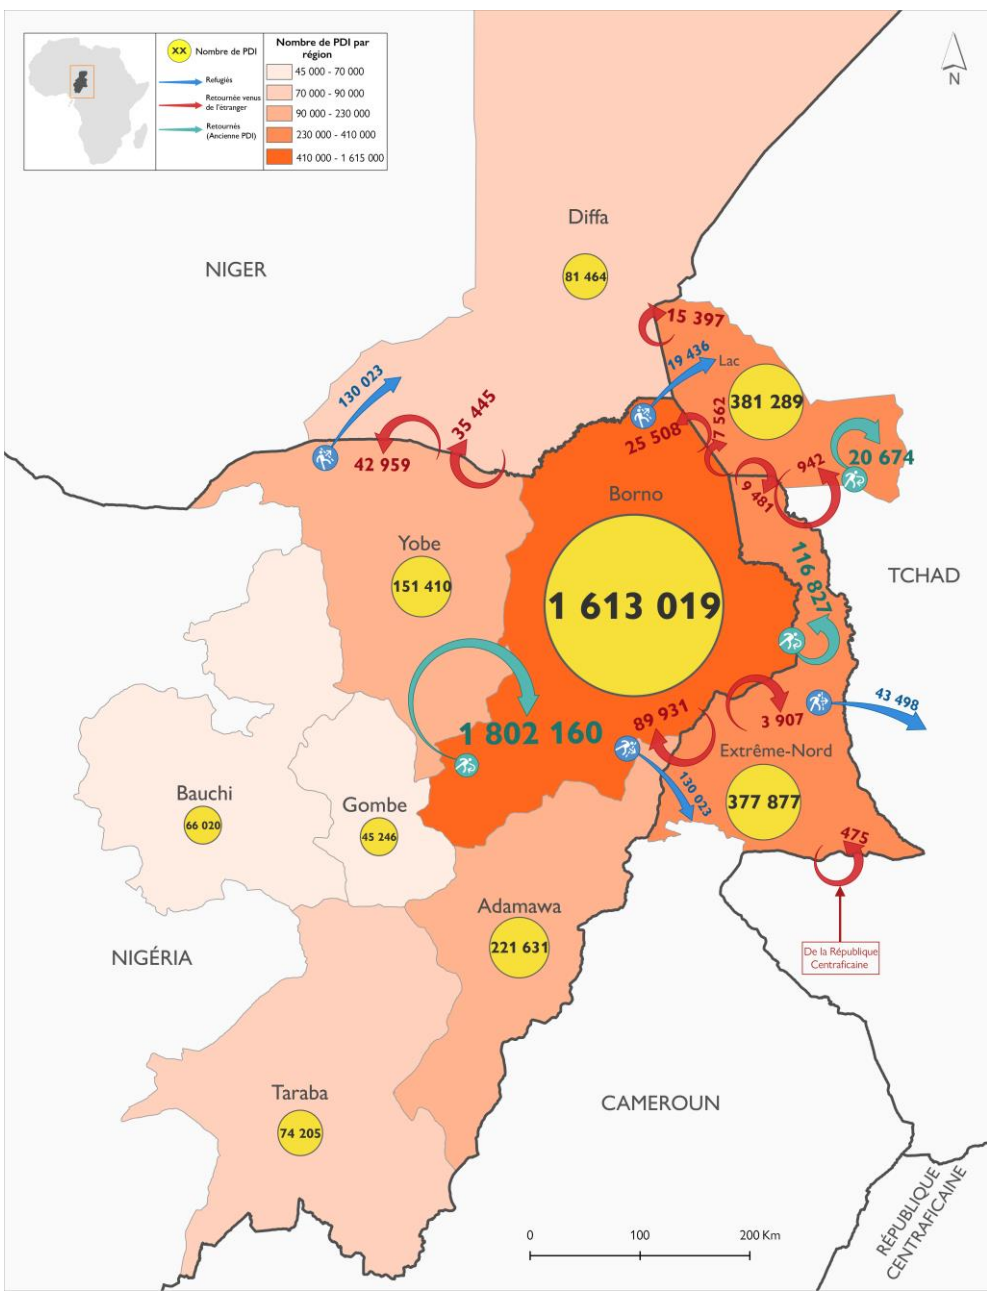 XX
Nombre de PDI
Refugiés
Retournée venus
de l'étranger
Retournés
(Ancienne PDI)
Nombre de PDI par
région
45 000 - 70 000
70 000 - 90 000
90 000 - 230 000
230 000 - 410 000
410 000 - 1 615 000
N
Diffa
81 464
NIGER
15 397
19 436
Lac
381 289
130 023
35 445
42 959
25 508
7 562
942
9 481
20 674
Borno
1 613 019
Yobe
151 410
116 827
TCHAD
1 802 160
89 931
3 907
43 498
130 023
Extrême-Nord
377 877
475
Bauchi
66 020
Gombe
45 246
Adamawa
221 631
De la République
Centraficaine
NIGÉRIA
Taraba
74 205
CAMEROUN
RÉPUBLIQUE
CENTRAFICAINE
0
100
200 Km